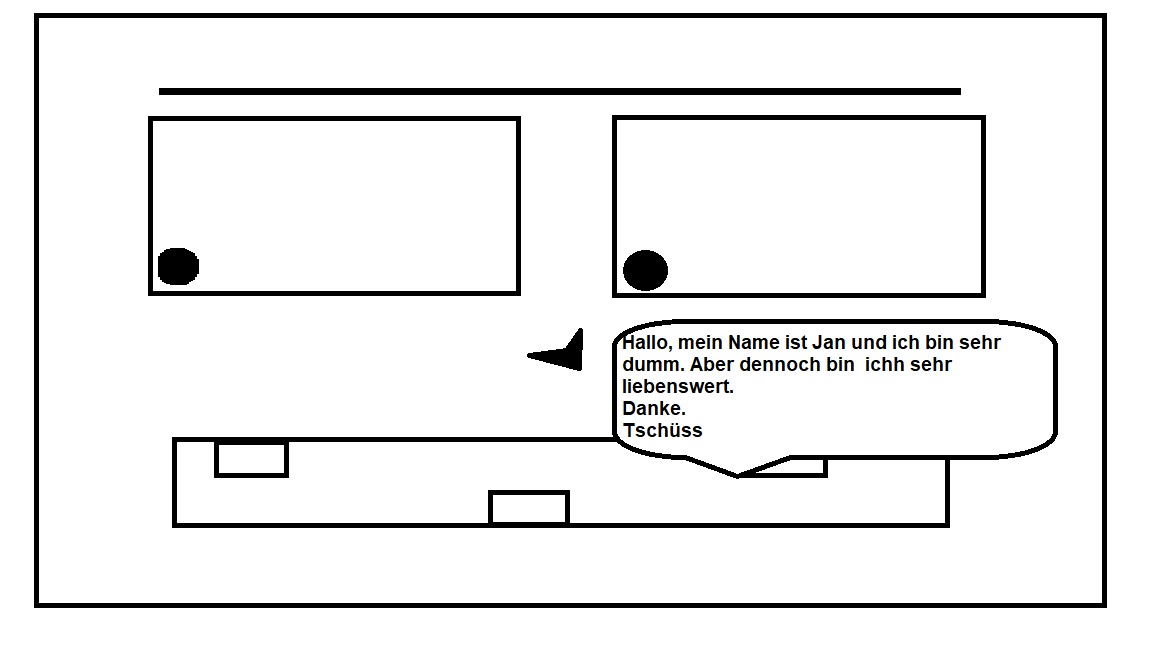 Hallo, mein Name ist Jan und ich bin sehr
dumm. Aber dennoch bin  ichh sehr
liebenswert.
Danke.
Tschüss